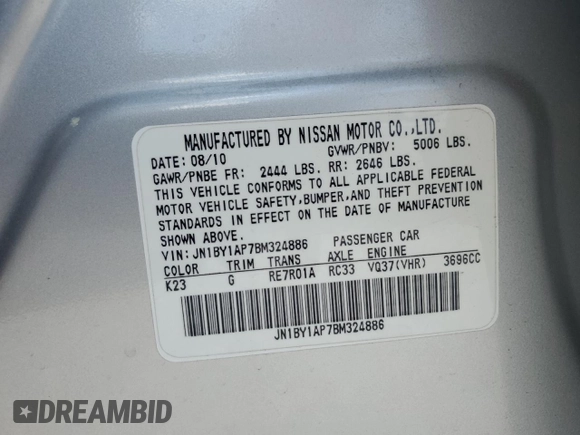 MANUFACTURED BY NISSAN MOTOR CO.,LTD.
DATE: 08/10 GVWR/PNBV: 5006 LBS.
GAWR/PNBE FR: 2444 LBS. RR: 2646 LBS.
THIS VEHICLE CONFORMS TO ALL APPLICABLE FEDERAL
MOTOR VEHICLE SAFETY,BUMPER,AND THEFT PREVENTION
STANDARDS IN EFFECT ON THE DATE OF MANUFACTURE
SHOWN ABOVE.
VIN: JN1BY1AP7BM324886 PASSENGER CAR
COLOR TRIM TRANS AXLE ENGINE
K23 G RE7R01A RC33 VQ37(VHR) 3696CC
JN1BY1AP7BM324886
DREAMBID